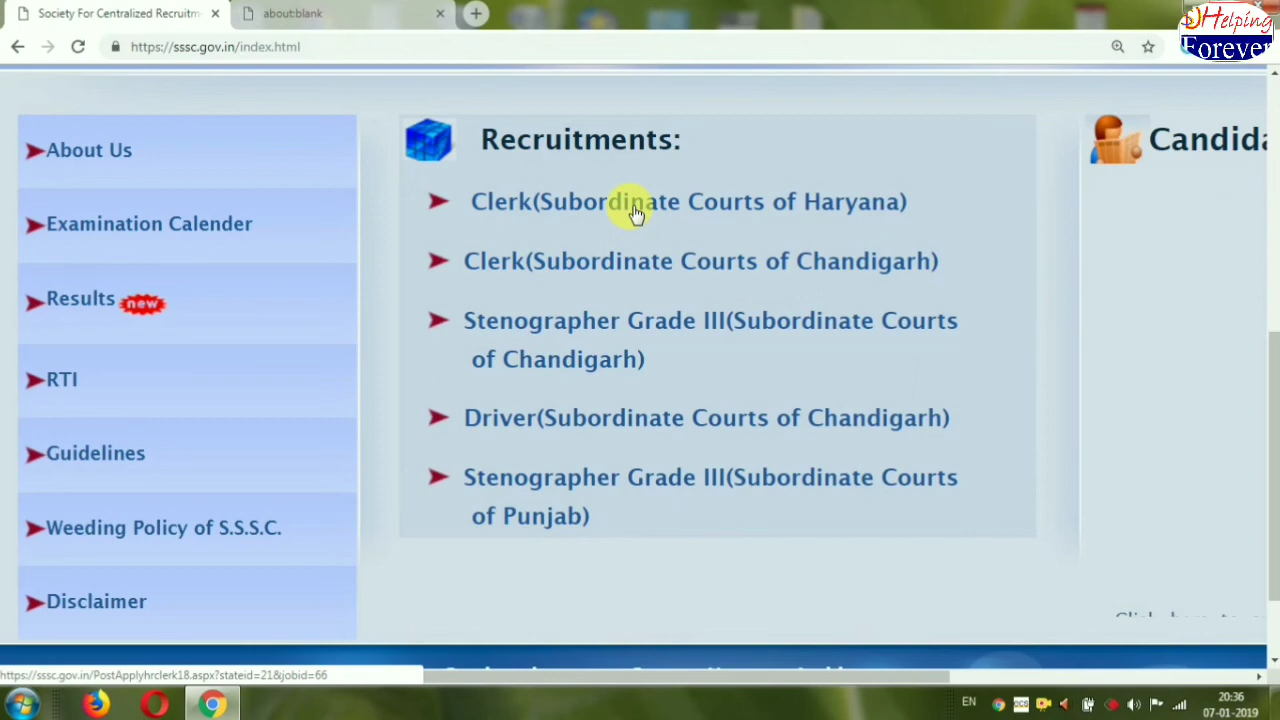 Society For Centralized Recruitm
about:blank
Helping
Forever
https://sssc.gov.in/index.html
About Us
Examination Calender
Results new
RTI
Guidelines
Weeding Policy of S.S.S.C.
Disclaimer
Recruitments:
Clerk(Subordinate Courts of Haryana)
Clerk(Subordinate Courts of Chandigarh)
Stenographer Grade III(Subordinate Courts
of Chandigarh)
Driver(Subordinate Courts of Chandigarh)
Stenographer Grade III(Subordinate Courts
of Punjab)
Candida
https://sssc.gov.in/PostApplyhrclerk18.aspx?stateid=21&jobid=66
EN
20:36
07-01-2019